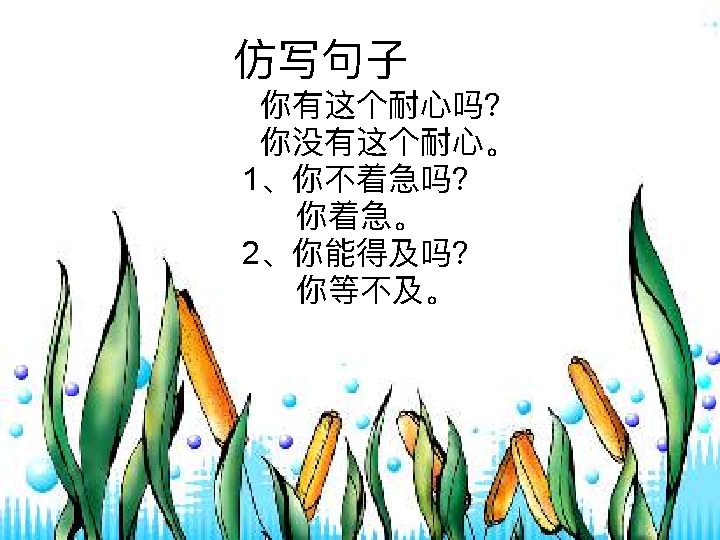 仿写句子
你有这个耐心吗?
你没有这个耐心。
1、你不着急吗?
你着急。
2、你能得及吗?
你等不及。